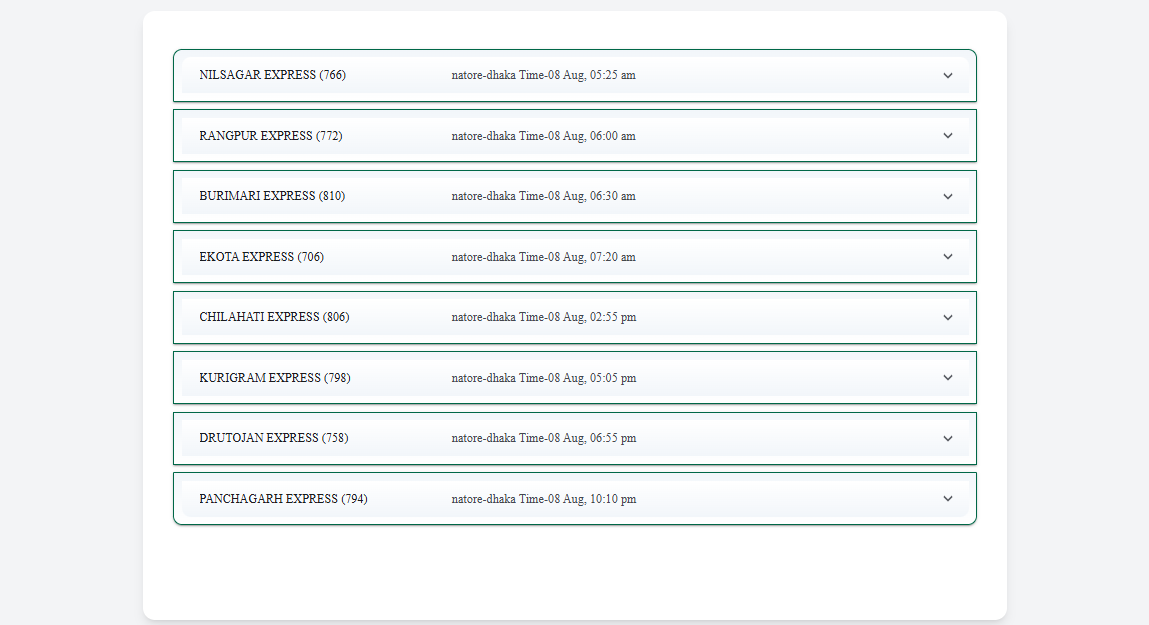 NILSAGAR EXPRESS (766) natore-dhaka Time-08 Aug, 05:25 am
RANGPUR EXPRESS (772) natore-dhaka Time-08 Aug, 06:00 am
BURIMARI EXPRESS (810) natore-dhaka Time-08 Aug, 06:30 am
EKOTA EXPRESS (706) natore-dhaka Time-08 Aug, 07:20 am
CHILAHATI EXPRESS (806) natore-dhaka Time-08 Aug, 02:55 pm
KURIGRAM EXPRESS (798) natore-dhaka Time-08 Aug, 05:05 pm
DRUTOJAN EXPRESS (758) natore-dhaka Time-08 Aug, 06:55 pm
PANCHAGARH EXPRESS (794) natore-dhaka Time-08 Aug, 10:10 pm